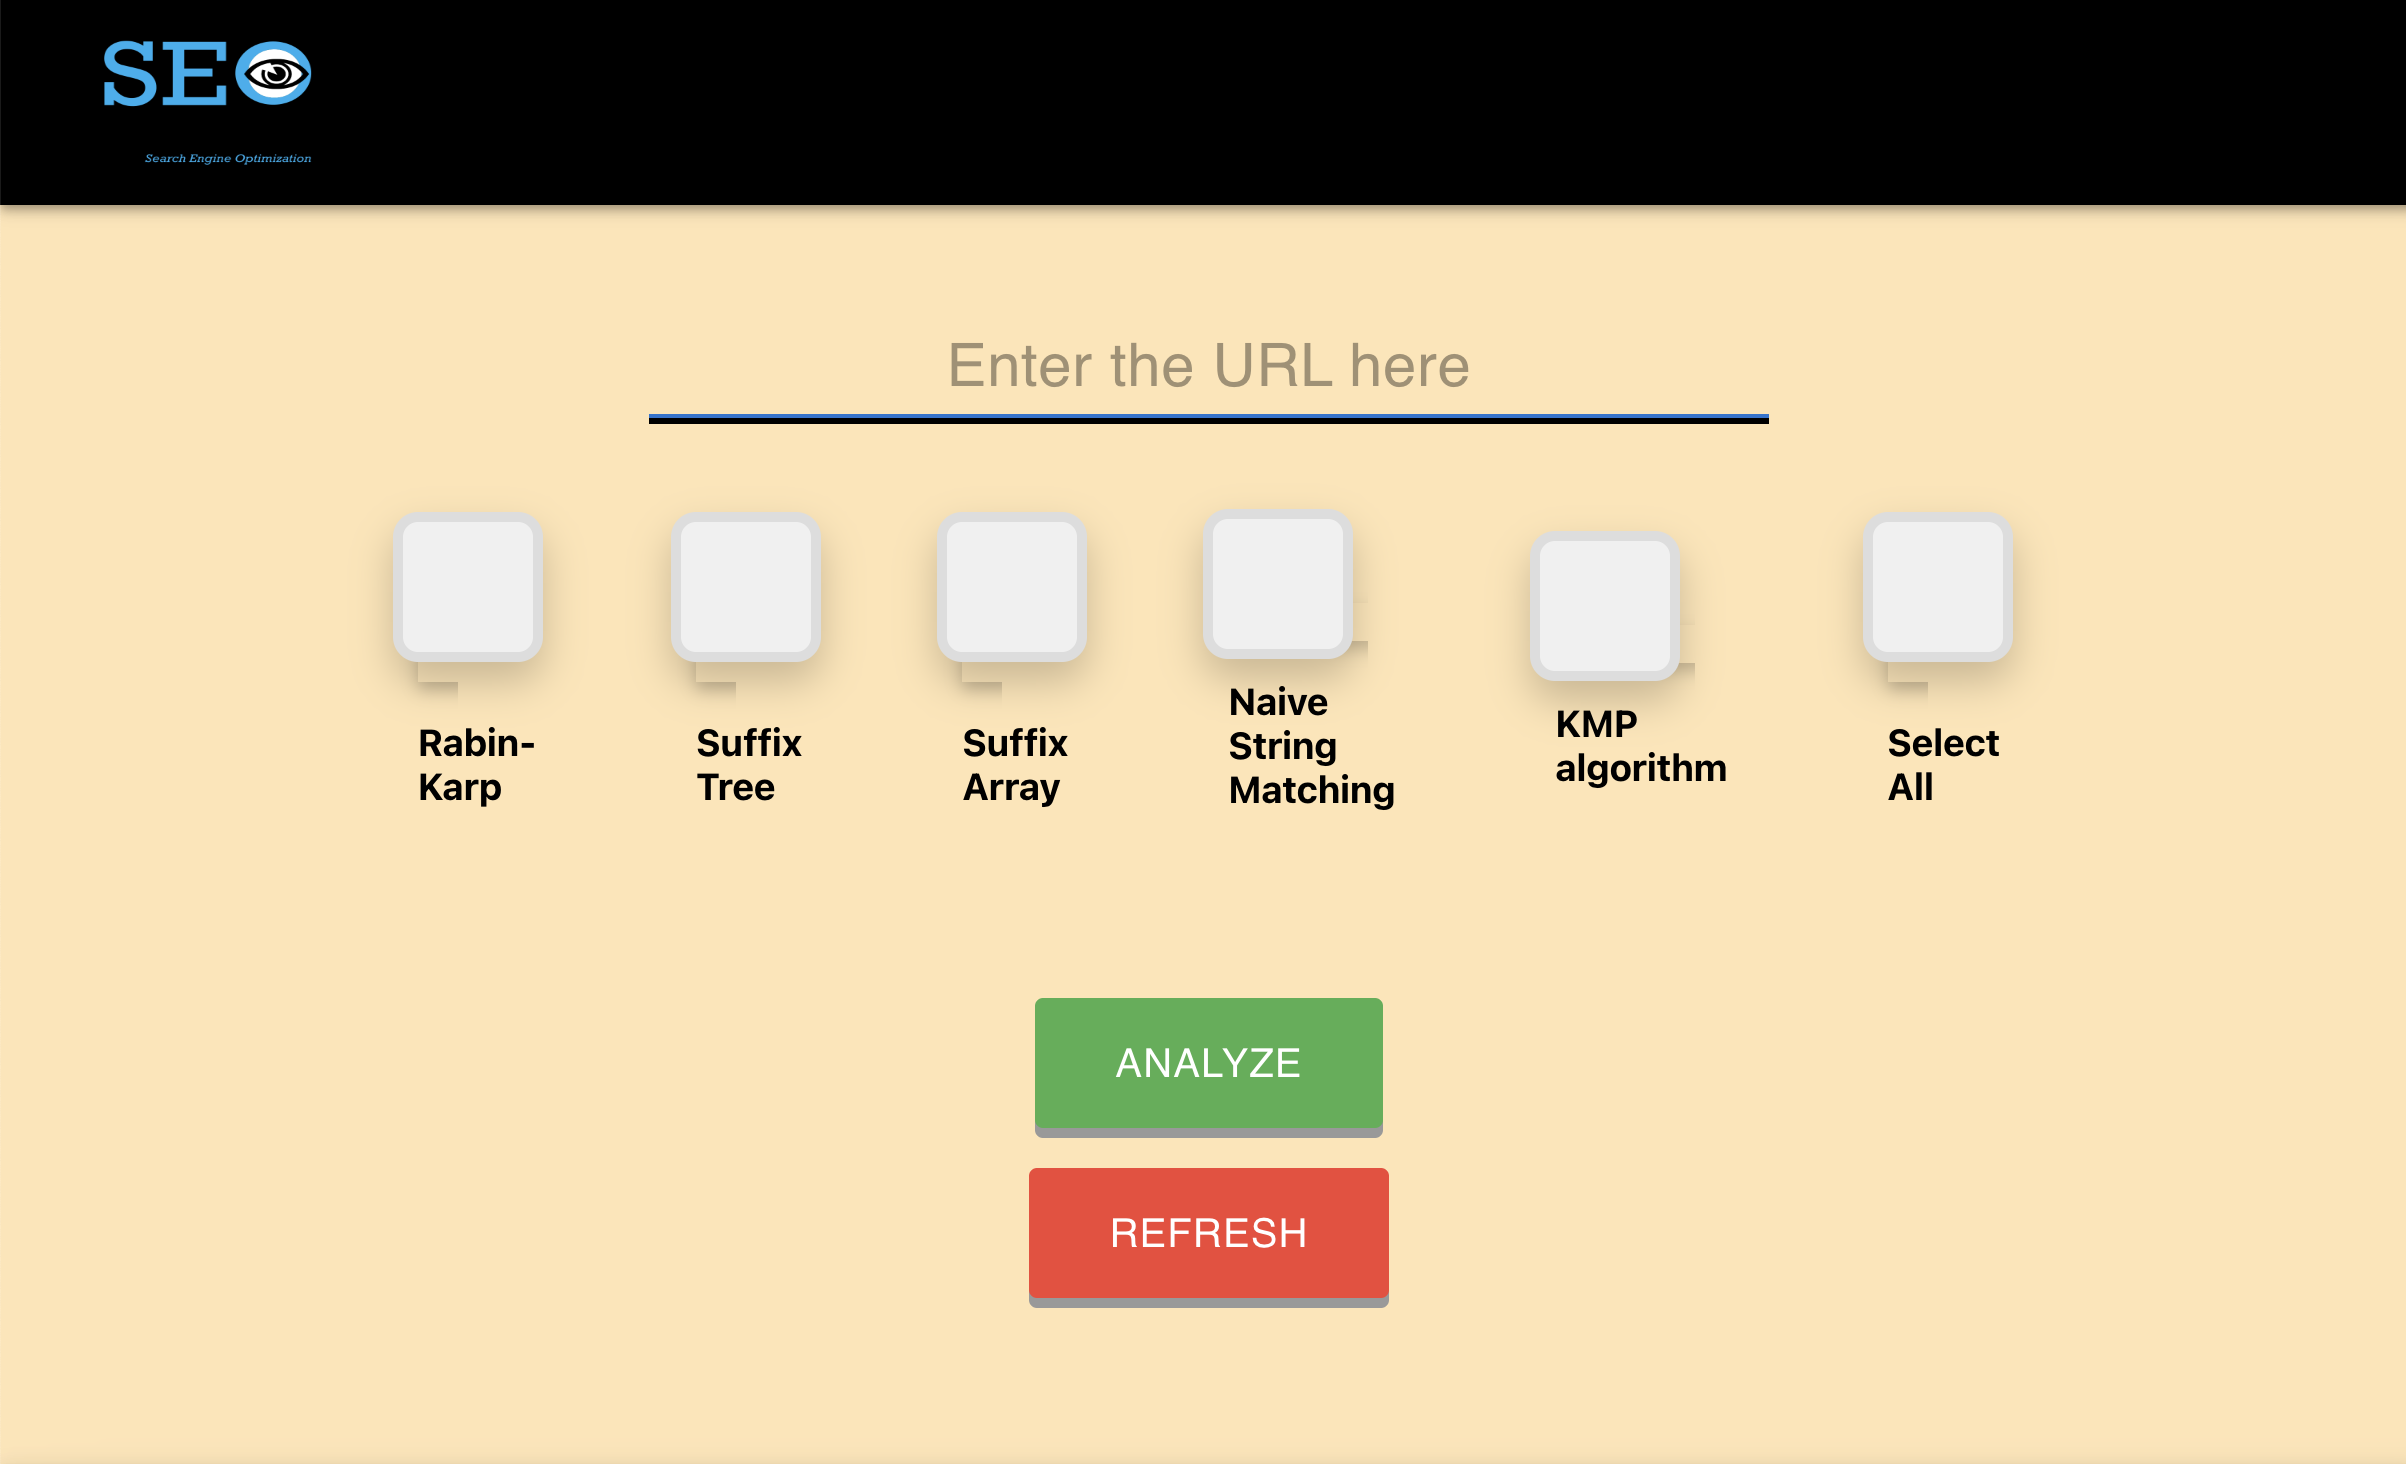 SEO
Search Engine Optimization
Enter the URL here
Rabin-
Karp
Suffix
Tree
Suffix
Array
Naive
String
Matching
KMP
algorithm
Select
All
ANALYZE
REFRESH